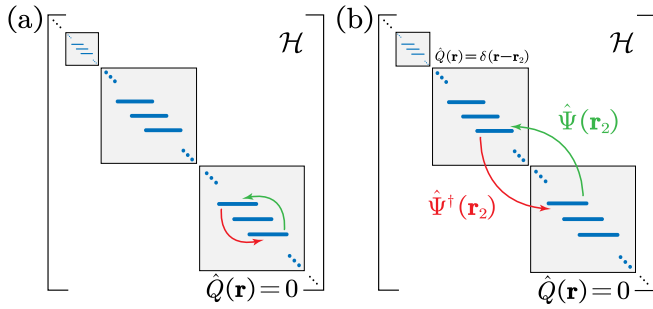 (a)
ℋ
Q̂(𝐫) = 0
(b)
ℋ
Q̂(𝐫) = δ(𝐫−𝐫₂)
Ψ̂(𝐫₂)
Ψ̂†(𝐫₂)
Q̂(𝐫) = 0